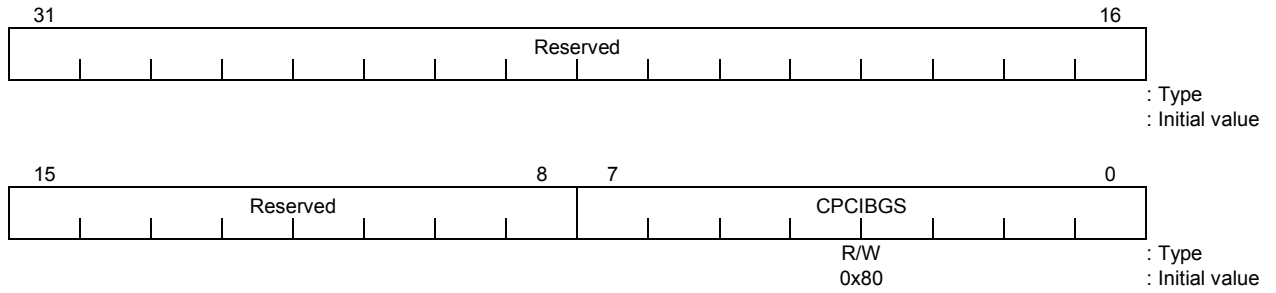 31 16
Reserved
: Type
: Initial value
15 8 7 0
Reserved CPCIBGS
R/W : Type
0x80 : Initial value